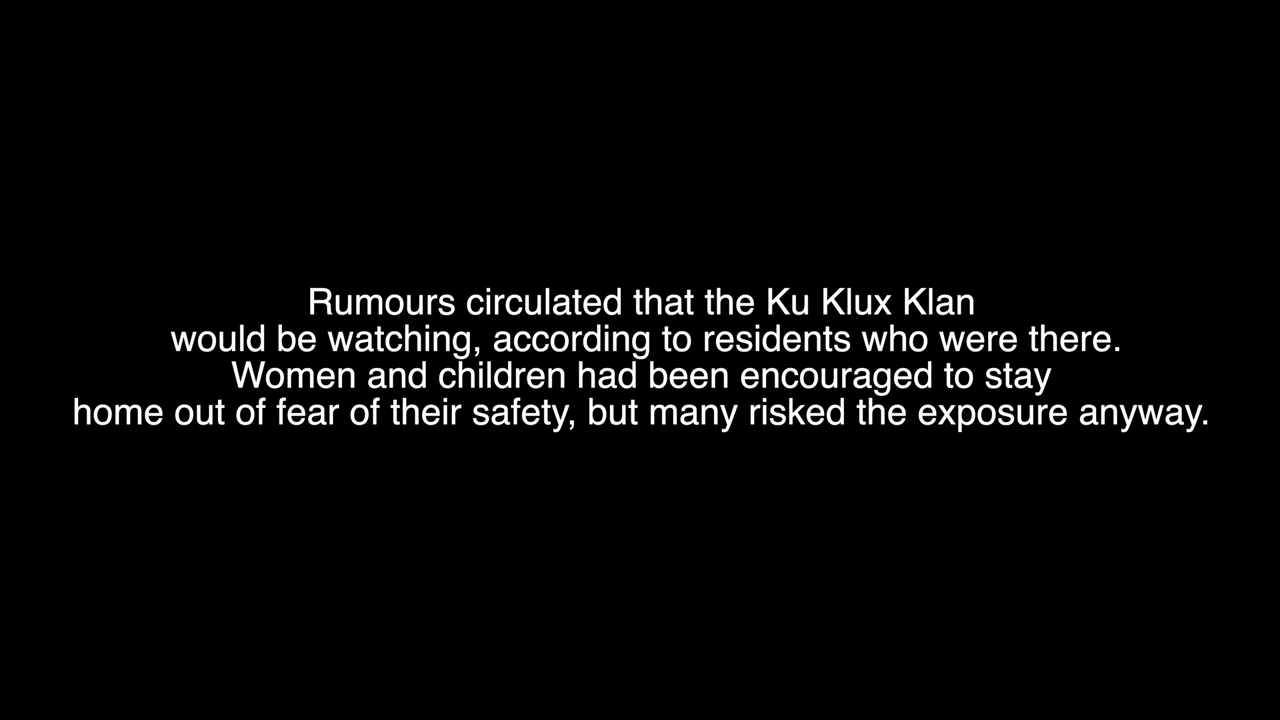 Rumours circulated that the Ku Klux Klan
would be watching, according to residents who were there.
Women and children had been encouraged to stay
home out of fear of their safety, but many risked the exposure anyway.